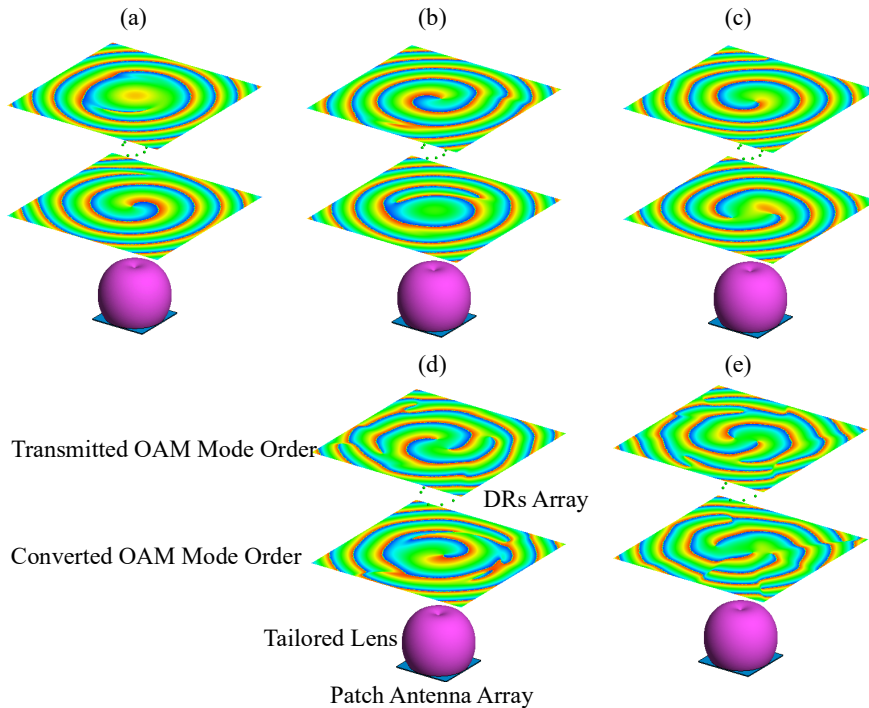 (a)
(b)
(c)
(d)
(e)
Transmitted OAM Mode Order
DRs Array
Converted OAM Mode Order
Tailored Lens
Patch Antenna Array